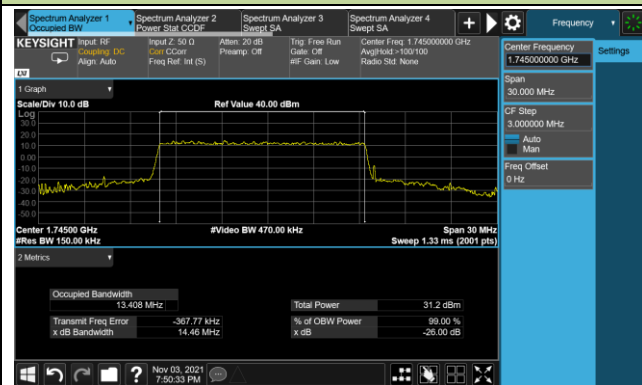 Spectrum Analyzer 1
Occupied BW
Spectrum Analyzer 2
Power Stat CCDF
Spectrum Analyzer 3
Swept SA
Spectrum Analyzer 4
Swept SA
Frequency
KEYSIGHT
Input: RF
Coupling: DC
Align: Auto
Input Z: 50 Ω
Corr CCorr
Freq Ref: Int (S)
Atten: 20 dB
Preamp: Off
Trig: Free Run
Gate: Off
#IF Gain: Low
Center Freq: 1.745000000 GHz
Avg|Hold:>100/100
Radio Std: None
LXI
Center Frequency
1.745000000 GHz
Settings
Span
30.000 MHz
CF Step
3.000000 MHz
Auto
Man
Freq Offset
0 Hz
1 Graph
Scale/Div 10.0 dB
Ref Value 40.00 dBm
Log
30.0
20.0
10.0
0.00
-10.0
-20.0
-30.0
-40.0
-50.0
Center 1.74500 GHz
#Video BW 470.00 kHz
Span 30 MHz
#Res BW 150.00 kHz
Sweep 1.33 ms (2001 pts)
2 Metrics
Occupied Bandwidth
13.408 MHz
Total Power 31.2 dBm
Transmit Freq Error -367.77 kHz
% of OBW Power 99.00 %
x dB Bandwidth 14.46 MHz
x dB -26.00 dB
?
Nov 03, 2021
7:50:33 PM